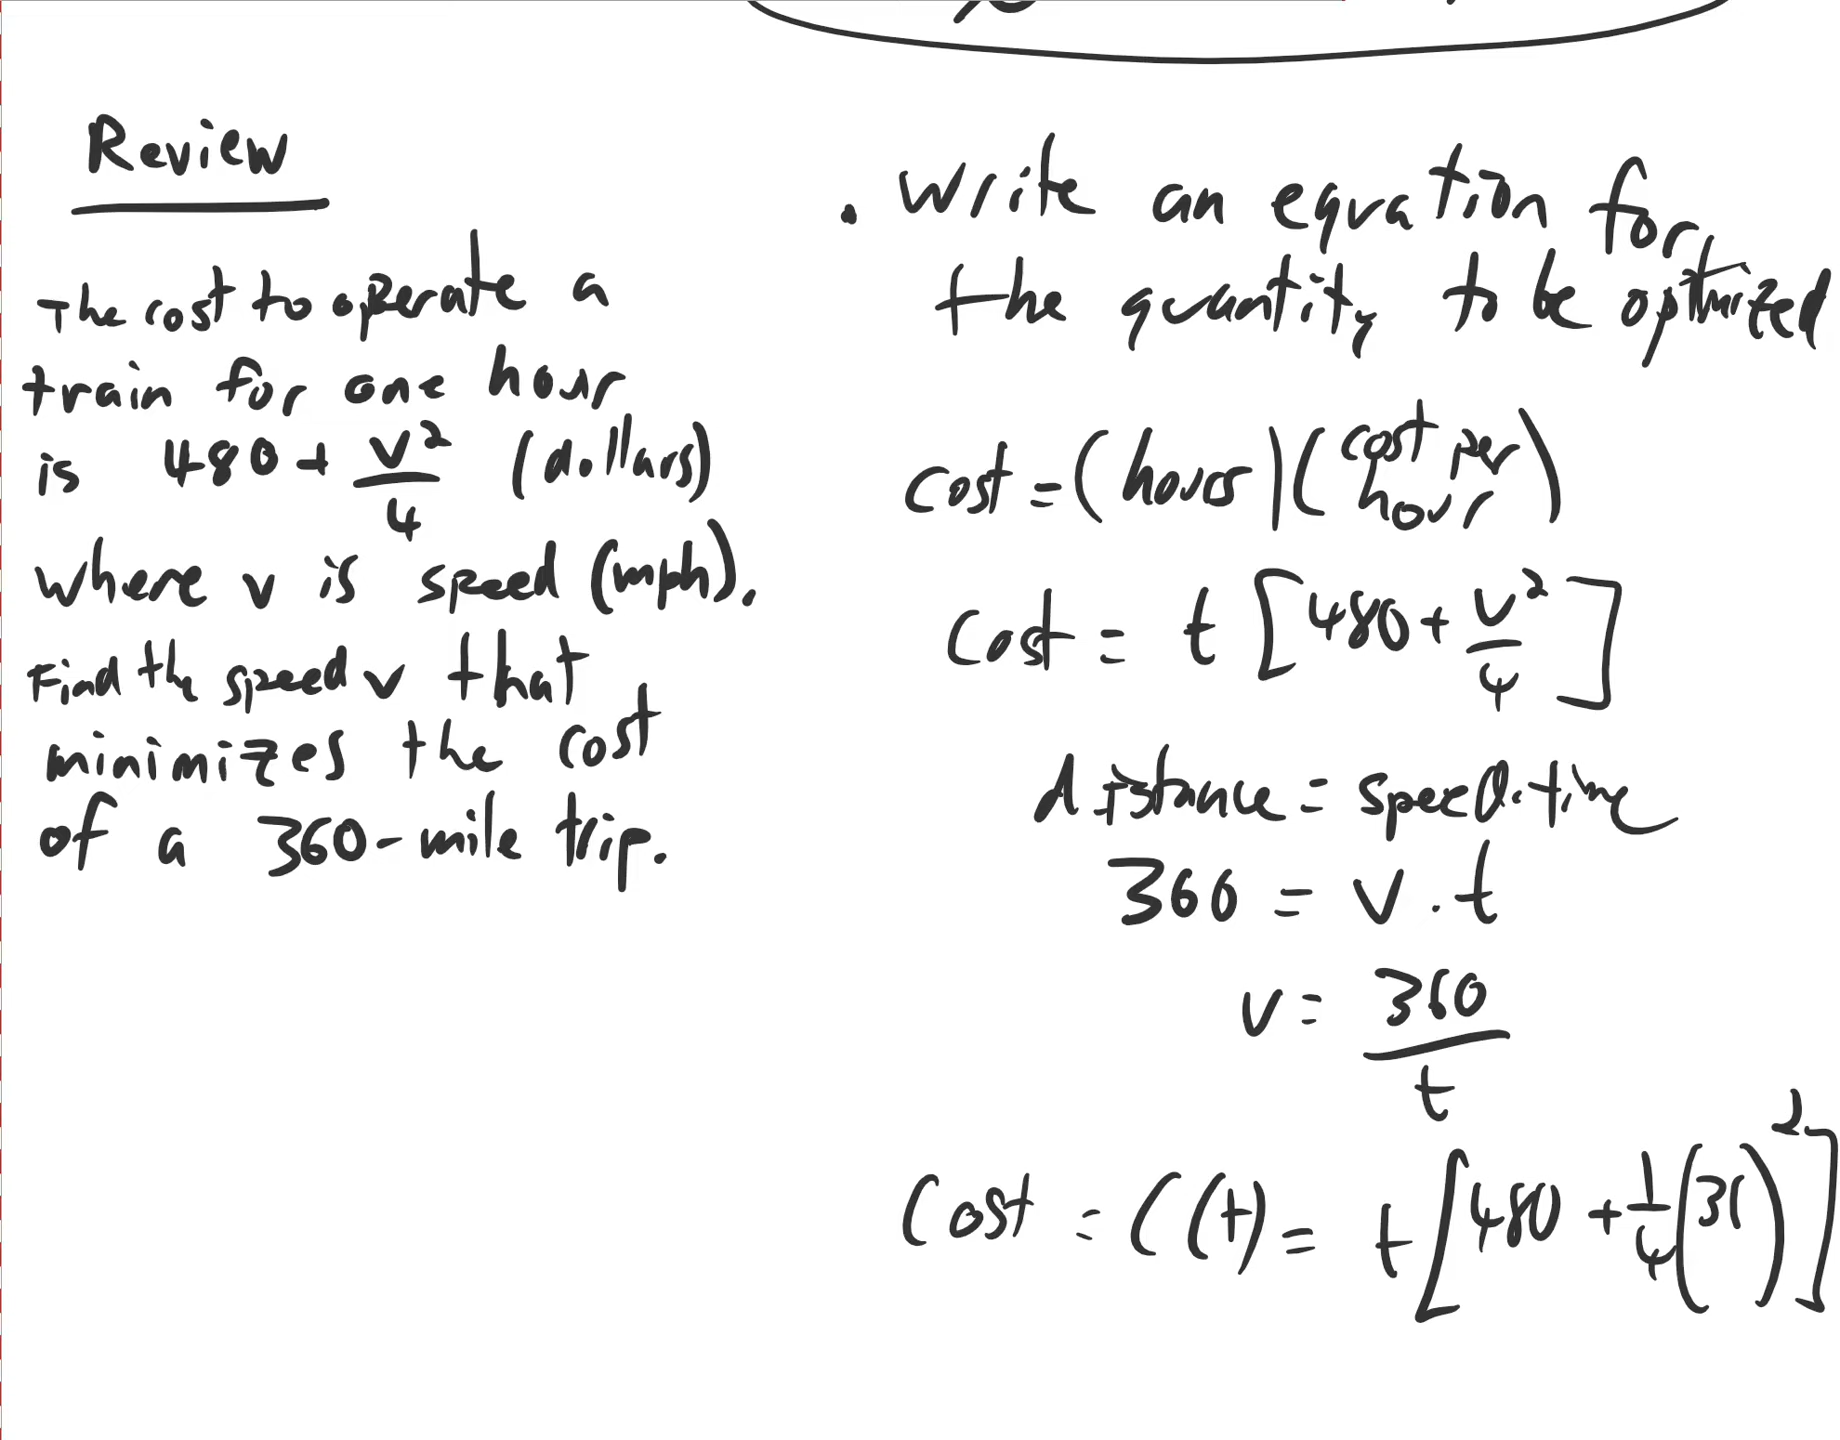 Review
The cost to operate a
train for one hour
is 480 + v²/4 (dollars)
where v is speed (mph).
Find the speed v that
minimizes the cost
of a 360-mile trip.
. Write an equation for
the quantity to be optimized
cost = (hours)(cost per hour)
Cost = t [480 + v²/4]
distance = speed · time
360 = v · t
v = 360/t
Cost = C(t) = t[480 + 1/4(36)²]